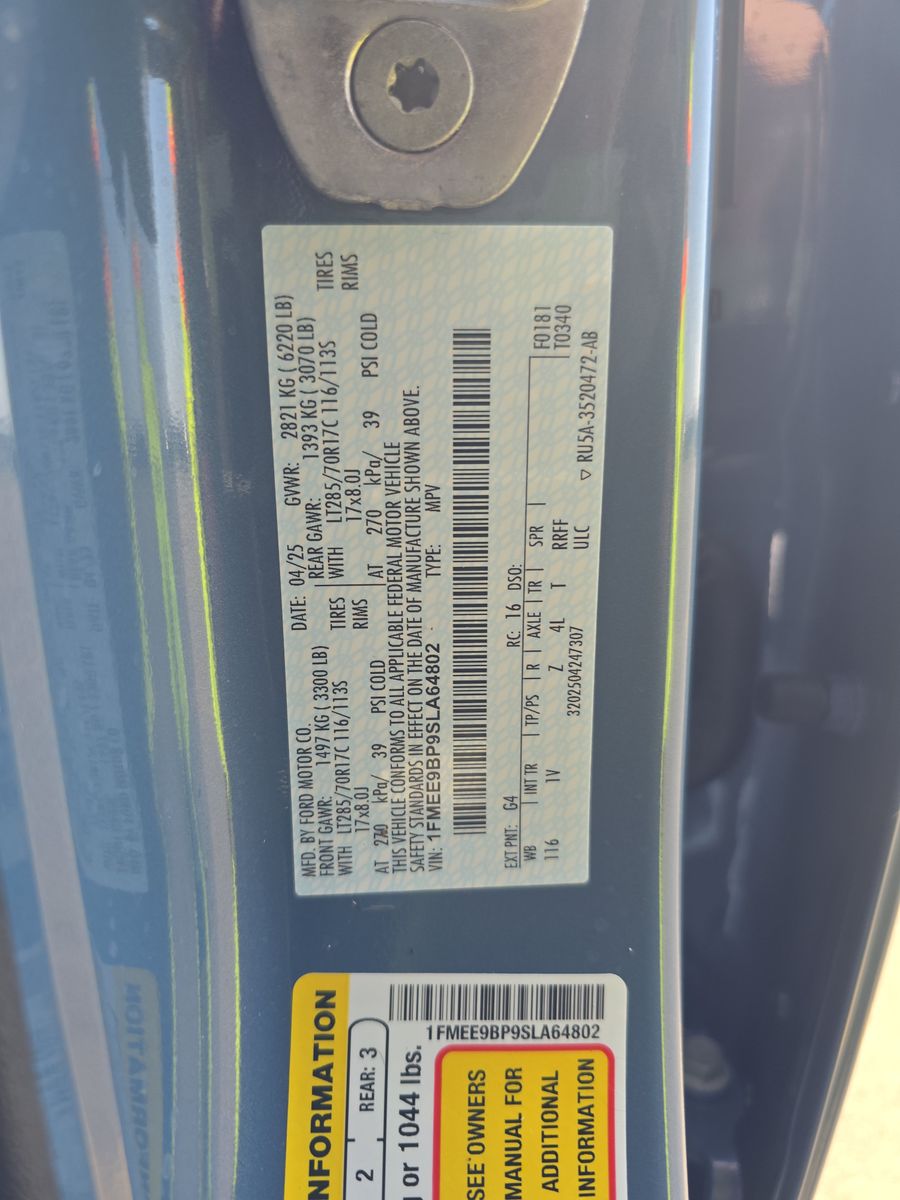 MFD. BY FORD MOTOR CO.
DATE: 04/25 GVWR: 2821 KG ( 6220 LB)
FRONT GAWR: 1497 KG ( 3300 LB)
REAR GAWR: 1393 KG ( 3070 LB)
WITH LT285/70R17C 116/113S TIRES
WITH LT285/70R17C 116/113S TIRES
17x8.0J RIMS
17x8.0J RIMS
AT 270 kPa/ 39 PSI COLD
AT 270 kPa/ 39 PSI COLD
THIS VEHICLE CONFORMS TO ALL APPLICABLE FEDERAL MOTOR VEHICLE
SAFETY STANDARDS IN EFFECT ON THE DATE OF MANUFACTURE SHOWN ABOVE.
VIN: 1FMEE9BP9SLA64802 TYPE: MPV
EXT PNT: G4 RC: 16 DSO:
WB INT TR TP/PS R AXLE TR SPR F0181
116 1V Z 4L T RRFF T0340
3202504247307 ULC
▽ RU5A-3520472-AB
NFORMATION
2 REAR: 3
or 1044 lbs.
1FMEE9BP9SLA64802
SEE OWNERS
MANUAL FOR
ADDITIONAL
INFORMATION